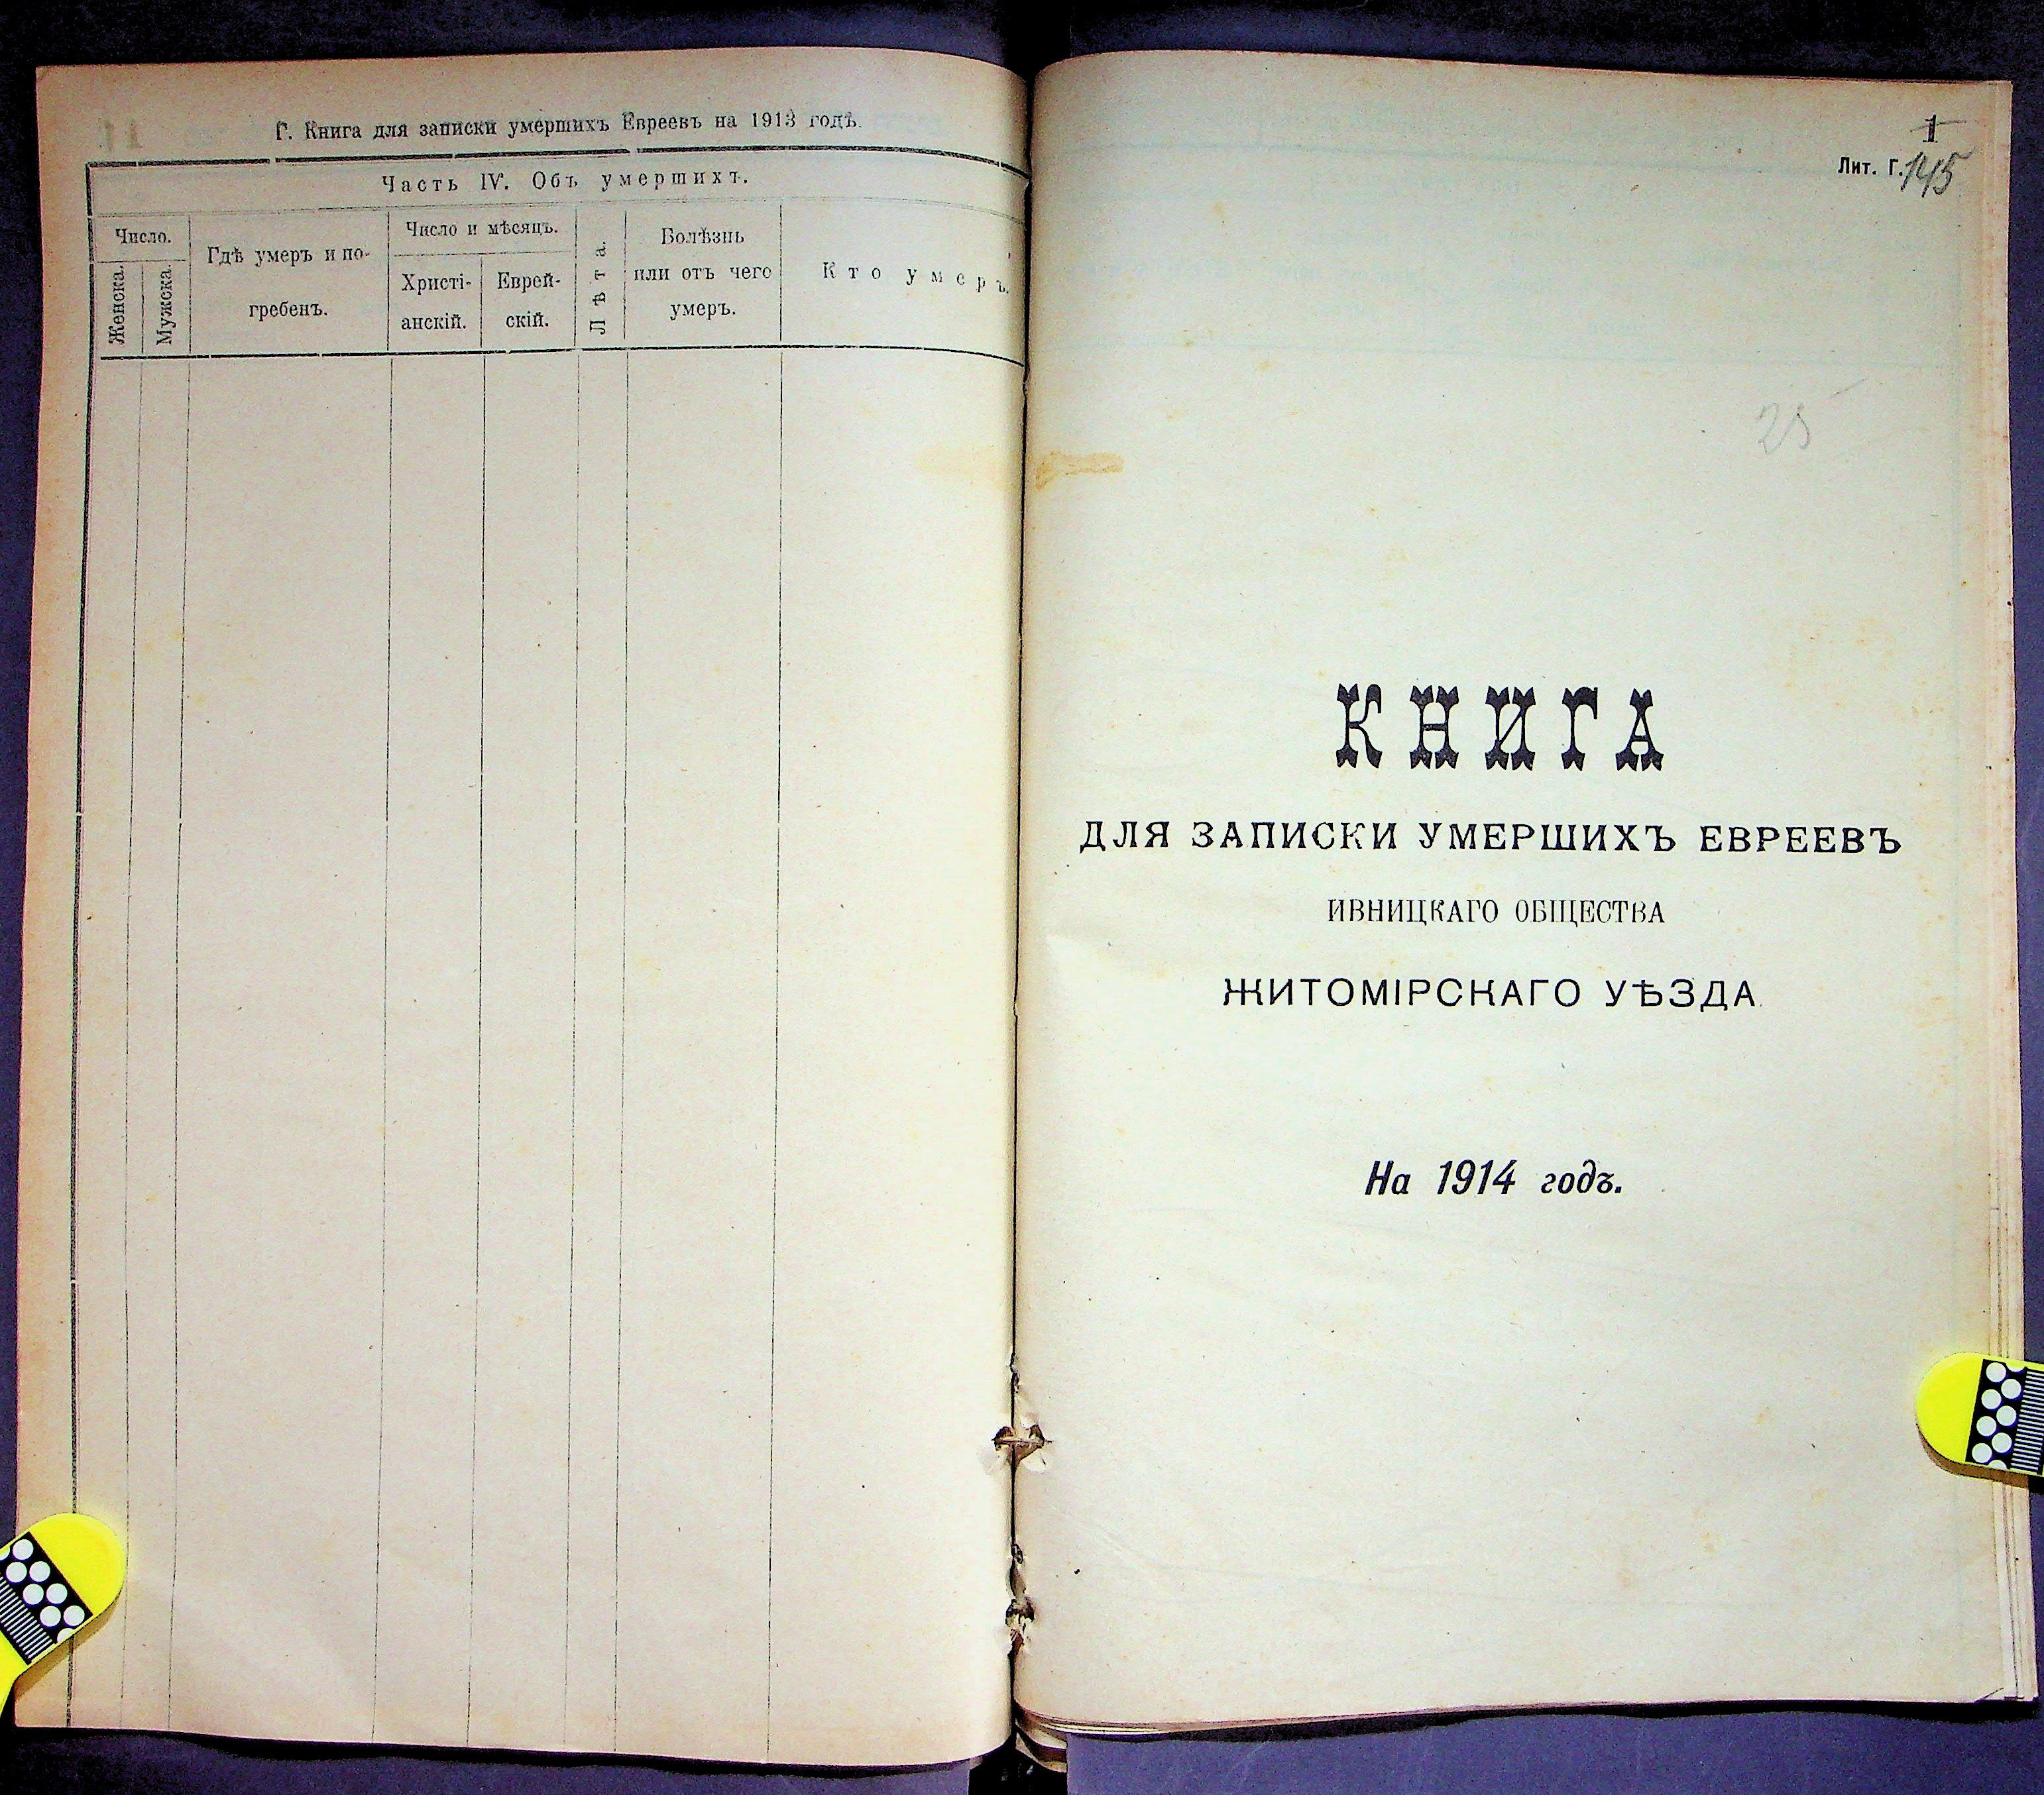 Г. Книга для записки умершихъ Евреевъ на 1913 годъ.
Часть IV. Объ умершихъ.
Число.
Женска.
Мужска.
Гдѣ умеръ и по-
гребенъ.
Число и мѣсяцъ.
Христі-
анскій.
Еврей-
скій.
Лѣта.
Болѣзнь
или отъ чего
умеръ.
Кто умеръ.
1
Лит. Г.
145
25
КНИГА
ДЛЯ ЗАПИСКИ УМЕРШИХЪ ЕВРЕЕВЪ
ИВНИЦКАГО ОБЩЕСТВА
ЖИТОМІРСКАГО УѢЗДА.
На 1914 годъ.